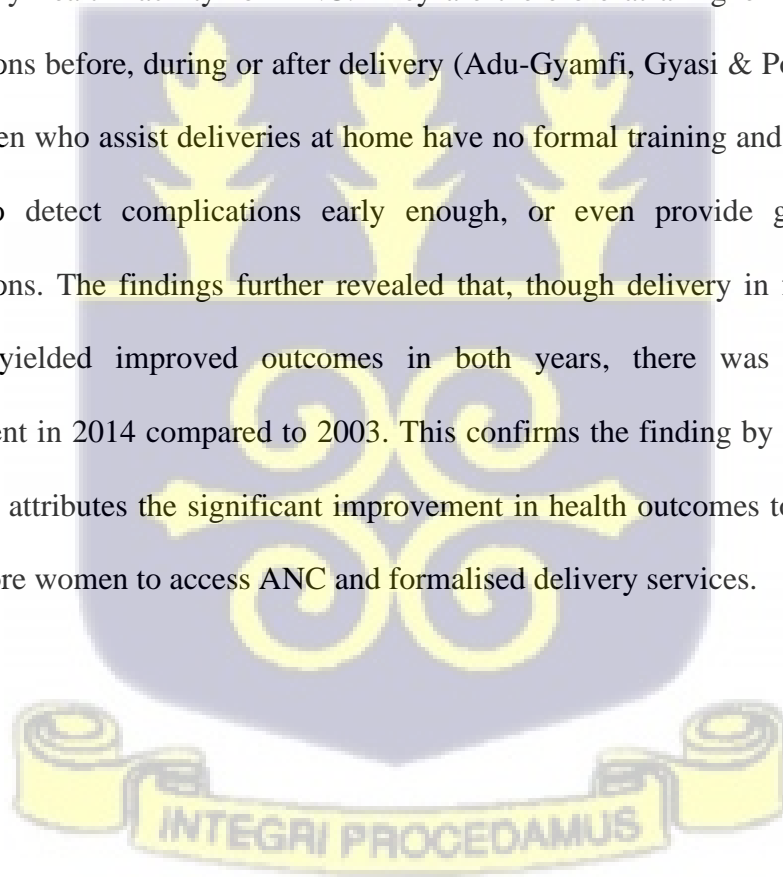 ons before, during or after delivery (Adu-Gyamfi, Gyasi &
en who assist deliveries at home have no formal training and
detect complications early enough, or even provide g
ons. The findings further revealed that, though delivery in
yielded improved outcomes in both years, there was
ent in 2014 compared to 2003. This confirms the finding by
attributes the significant improvement in health outcomes to
ore women to access ANC and formalised delivery services.
INTEGRI PROCEDAMUS